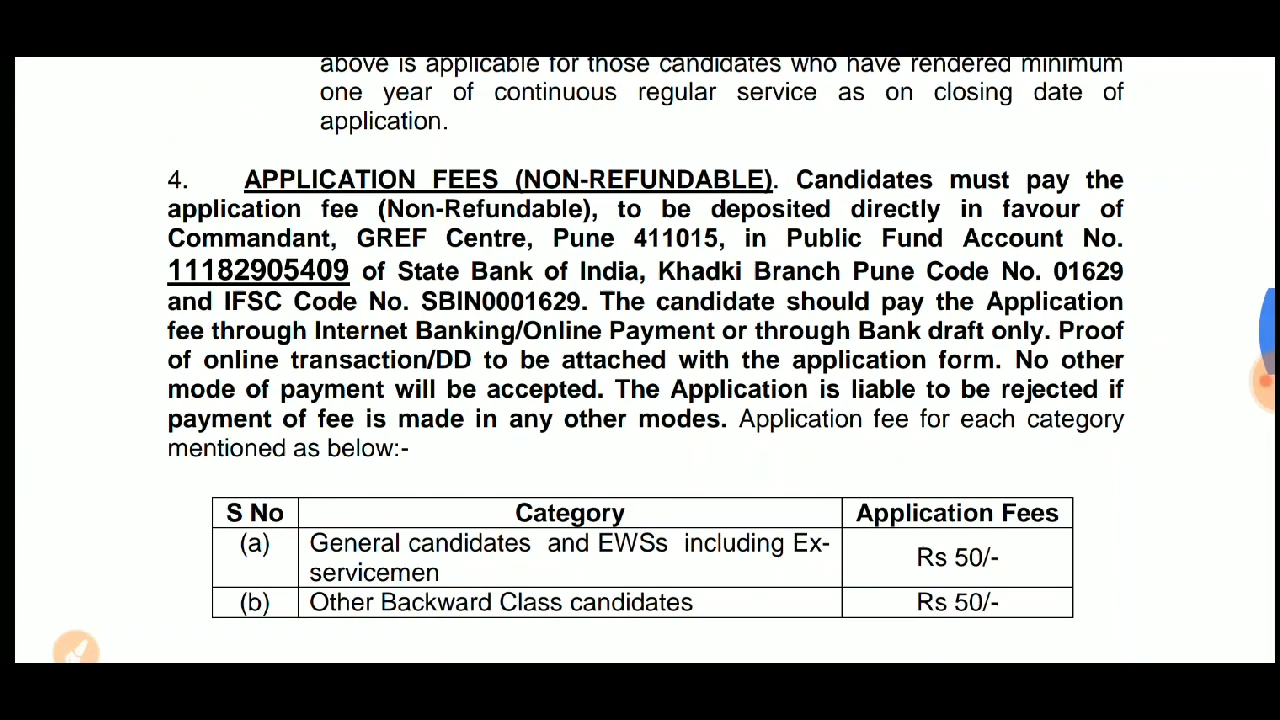 above is applicable for those candidates who have rendered minimum
one year of continuous regular service as on closing date of
application.
4. APPLICATION FEES (NON-REFUNDABLE). Candidates must pay the
application fee (Non-Refundable), to be deposited directly in favour of
Commandant, GREF Centre, Pune 411015, in Public Fund Account No.
11182905409 of State Bank of India, Khadki Branch Pune Code No. 01629
and IFSC Code No. SBIN0001629. The candidate should pay the Application
fee through Internet Banking/Online Payment or through Bank draft only. Proof
of online transaction/DD to be attached with the application form. No other
mode of payment will be accepted. The Application is liable to be rejected if
payment of fee is made in any other modes. Application fee for each category
mentioned as below:-
S No Category Application Fees
(a) General candidates and EWSs including Ex-
servicemen Rs 50/-
(b) Other Backward Class candidates Rs 50/-